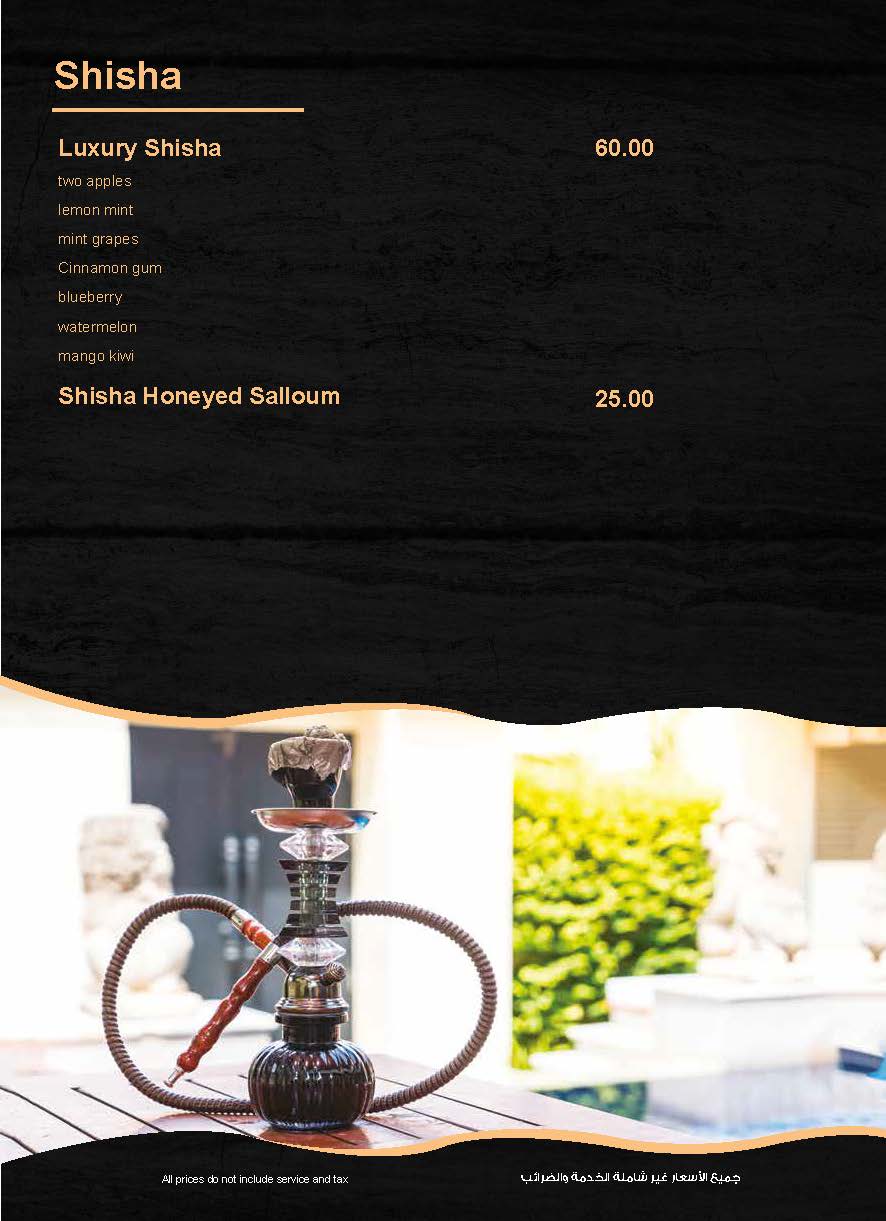 Shisha
Luxury Shisha 60.00
two apples
lemon mint
mint grapes
Cinnamon gum
blueberry
watermelon
mango kiwi
Shisha Honeyed Salloum 25.00
All prices do not include service and tax
جميع الأسعار غير شاملة الخدمة والضرائب